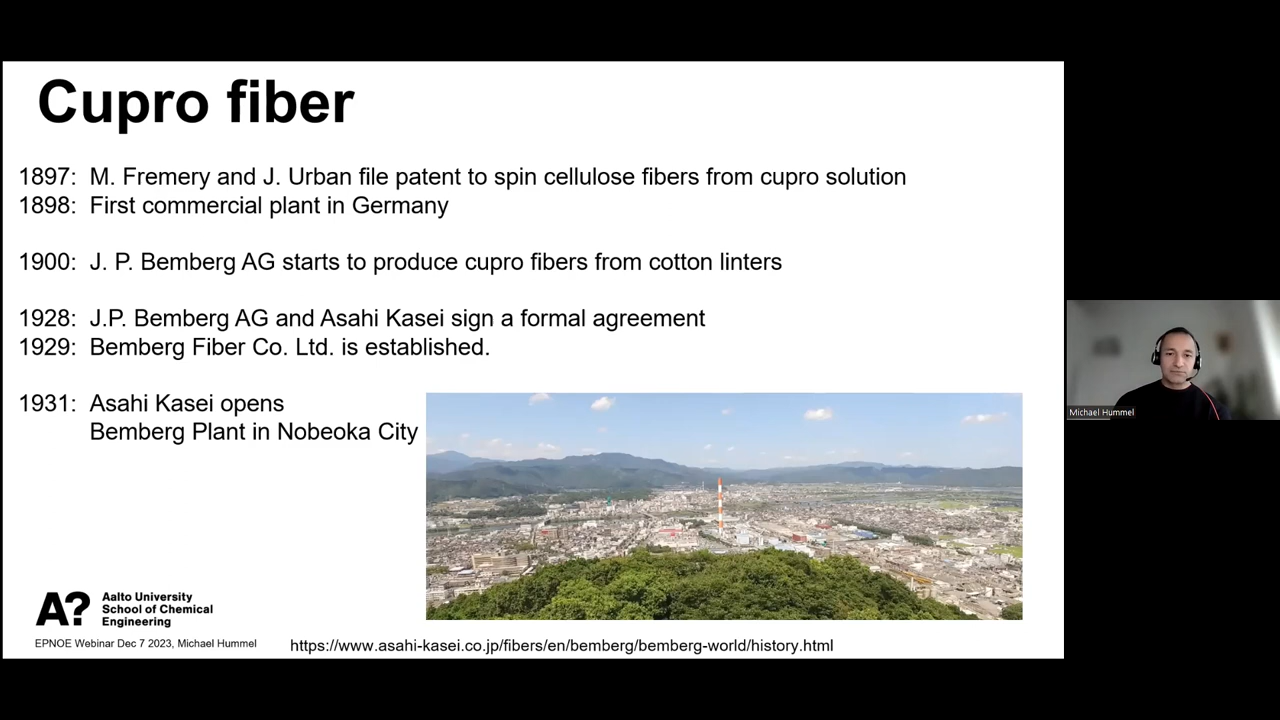 Cupro fiber
1897: M. Fremery and J. Urban file patent to spin cellulose fibers from cupro solution
1898: First commercial plant in Germany
1900: J. P. Bemberg AG starts to produce cupro fibers from cotton linters
1928: J.P. Bemberg AG and Asahi Kasei sign a formal agreement
1929: Bemberg Fiber Co. Ltd. is established.
1931: Asahi Kasei opens
Bemberg Plant in Nobeoka City
Michael Hummel
A?
Aalto University
School of Chemical
Engineering
EPNOE Webinar Dec 7 2023, Michael Hummel
https://www.asahi-kasei.co.jp/fibers/en/bemberg/bemberg-world/history.html